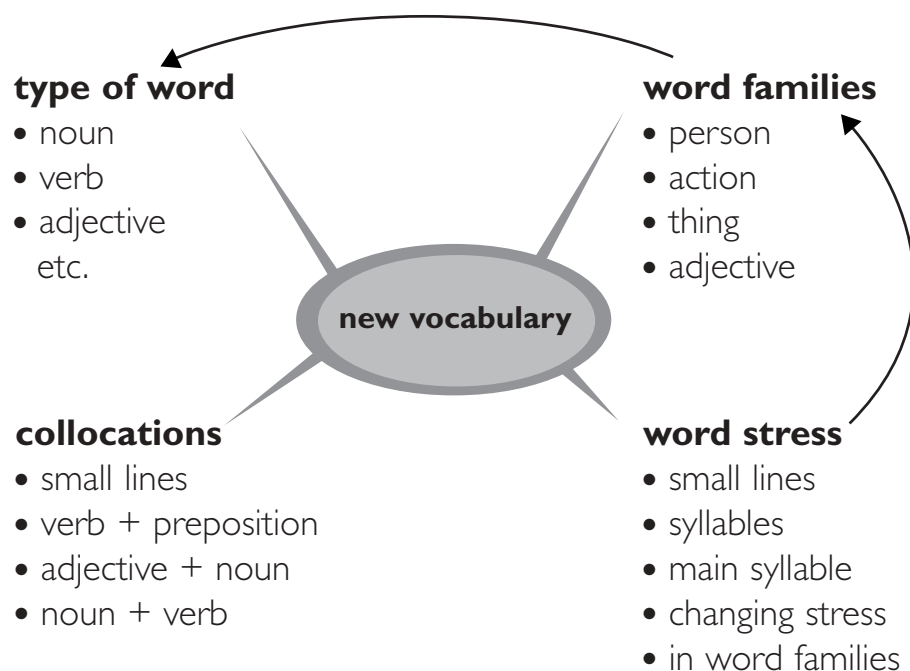 type of word
• noun
• verb
• adjective
etc.
word families
• person
• action
• thing
• adjective
new vocabulary
collocations
• small lines
• verb + preposition
• adjective + noun
• noun + verb
word stress
• small lines
• syllables
• main syllable
• changing stress
• in word families